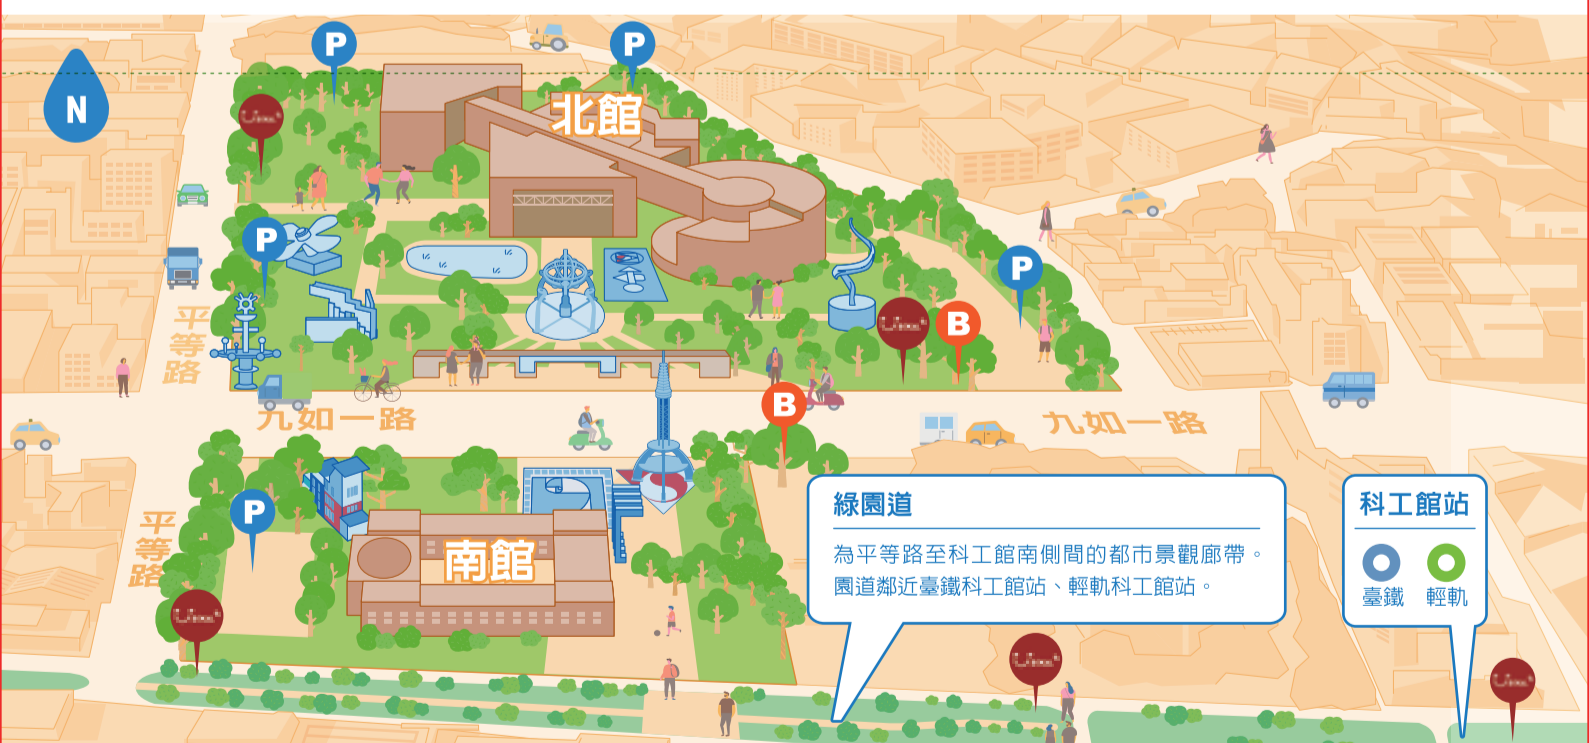 P
P
N
北館
P
P
平等路
B
B
九如一路
九如一路
P
平等路
南館
綠園道
為平等路至科工館南側間的都市景觀廊帶。
園道鄰近臺鐵科工館站、輕軌科工館站。
科工館站
臺鐵 輕軌